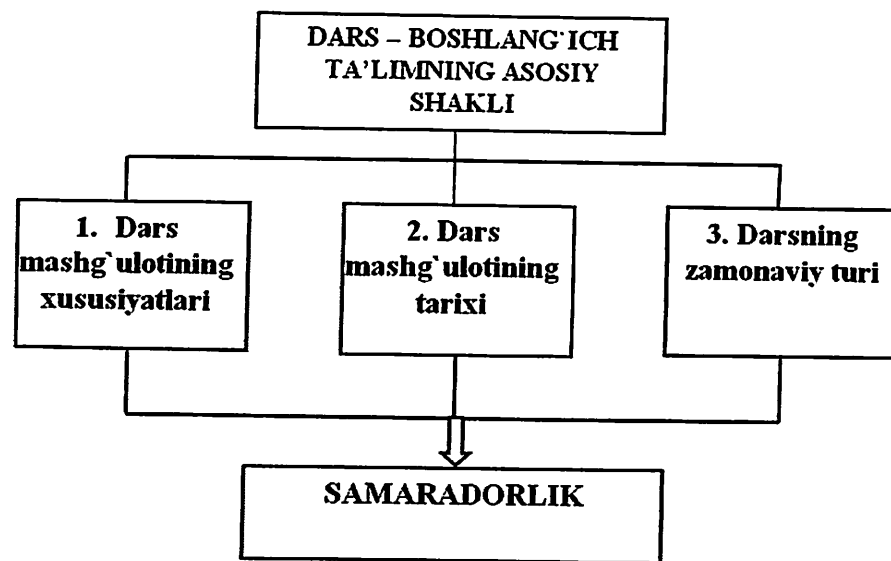 DARS – BOSHLANG`ICH
TA’LIMNING ASOSIY
SHAKLI
1. Dars
mashg`ulotining
xususiyatlari
2. Dars
mashg`ulotining
tarixi
3. Darsning
zamonaviy turi
SAMARADORLIK